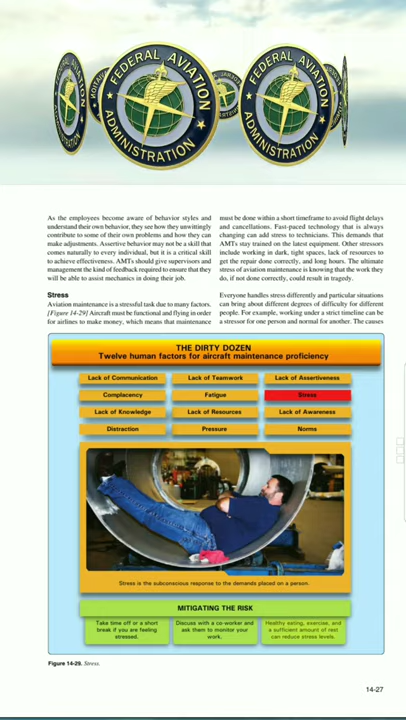 FEDERAL AVIATION
ADMINISTRATION
FEDERAL AVIATION
ADMINISTRATION
As the employees become aware of behavior styles and
understand their own behavior, they see how they unwittingly
contribute to some of their own problems and how they can
make adjustments. Assertive behavior may not be a skill that
comes naturally to every individual, but it is a critical skill
to achieve effectiveness. AMTs should give supervisors and
management the kind of feedback required to ensure that they
will be able to assist mechanics in doing their job.
Stress
Aviation maintenance is a stressful task due to many factors.
[Figure 14-29] Aircraft must be functional and flying in order
for airlines to make money, which means that maintenance
must be done within a short timeframe to avoid flight delays
and cancellations. Fast-paced technology that is always
changing can add stress to technicians. This demands that
AMTs stay trained on the latest equipment. Other stressors
include working in dark, tight spaces, lack of resources to
get the repair done correctly, and long hours. The ultimate
stress of aviation maintenance is knowing that the work they
do, if not done correctly, could result in tragedy.
Everyone handles stress differently and particular situations
can bring about different degrees of difficulty for different
people. For example, working under a strict timeline can be
a stressor for one person and normal for another. The causes
THE DIRTY DOZEN
Twelve human factors for aircraft maintenance proficiency
Lack of Communication
Lack of Teamwork
Lack of Assertiveness
Complacency
Fatigue
Stress
Lack of Knowledge
Lack of Resources
Lack of Awareness
Distraction
Pressure
Norms
Stress is the subconscious response to the demands placed on a person.
MITIGATING THE RISK
Take time off or a short
break if you are feeling
stressed.
Discuss with a co-worker and
ask them to monitor your
work.
Healthy eating, exercise, and
a sufficient amount of rest
can reduce stress levels.
Figure 14-29. Stress.
14-27